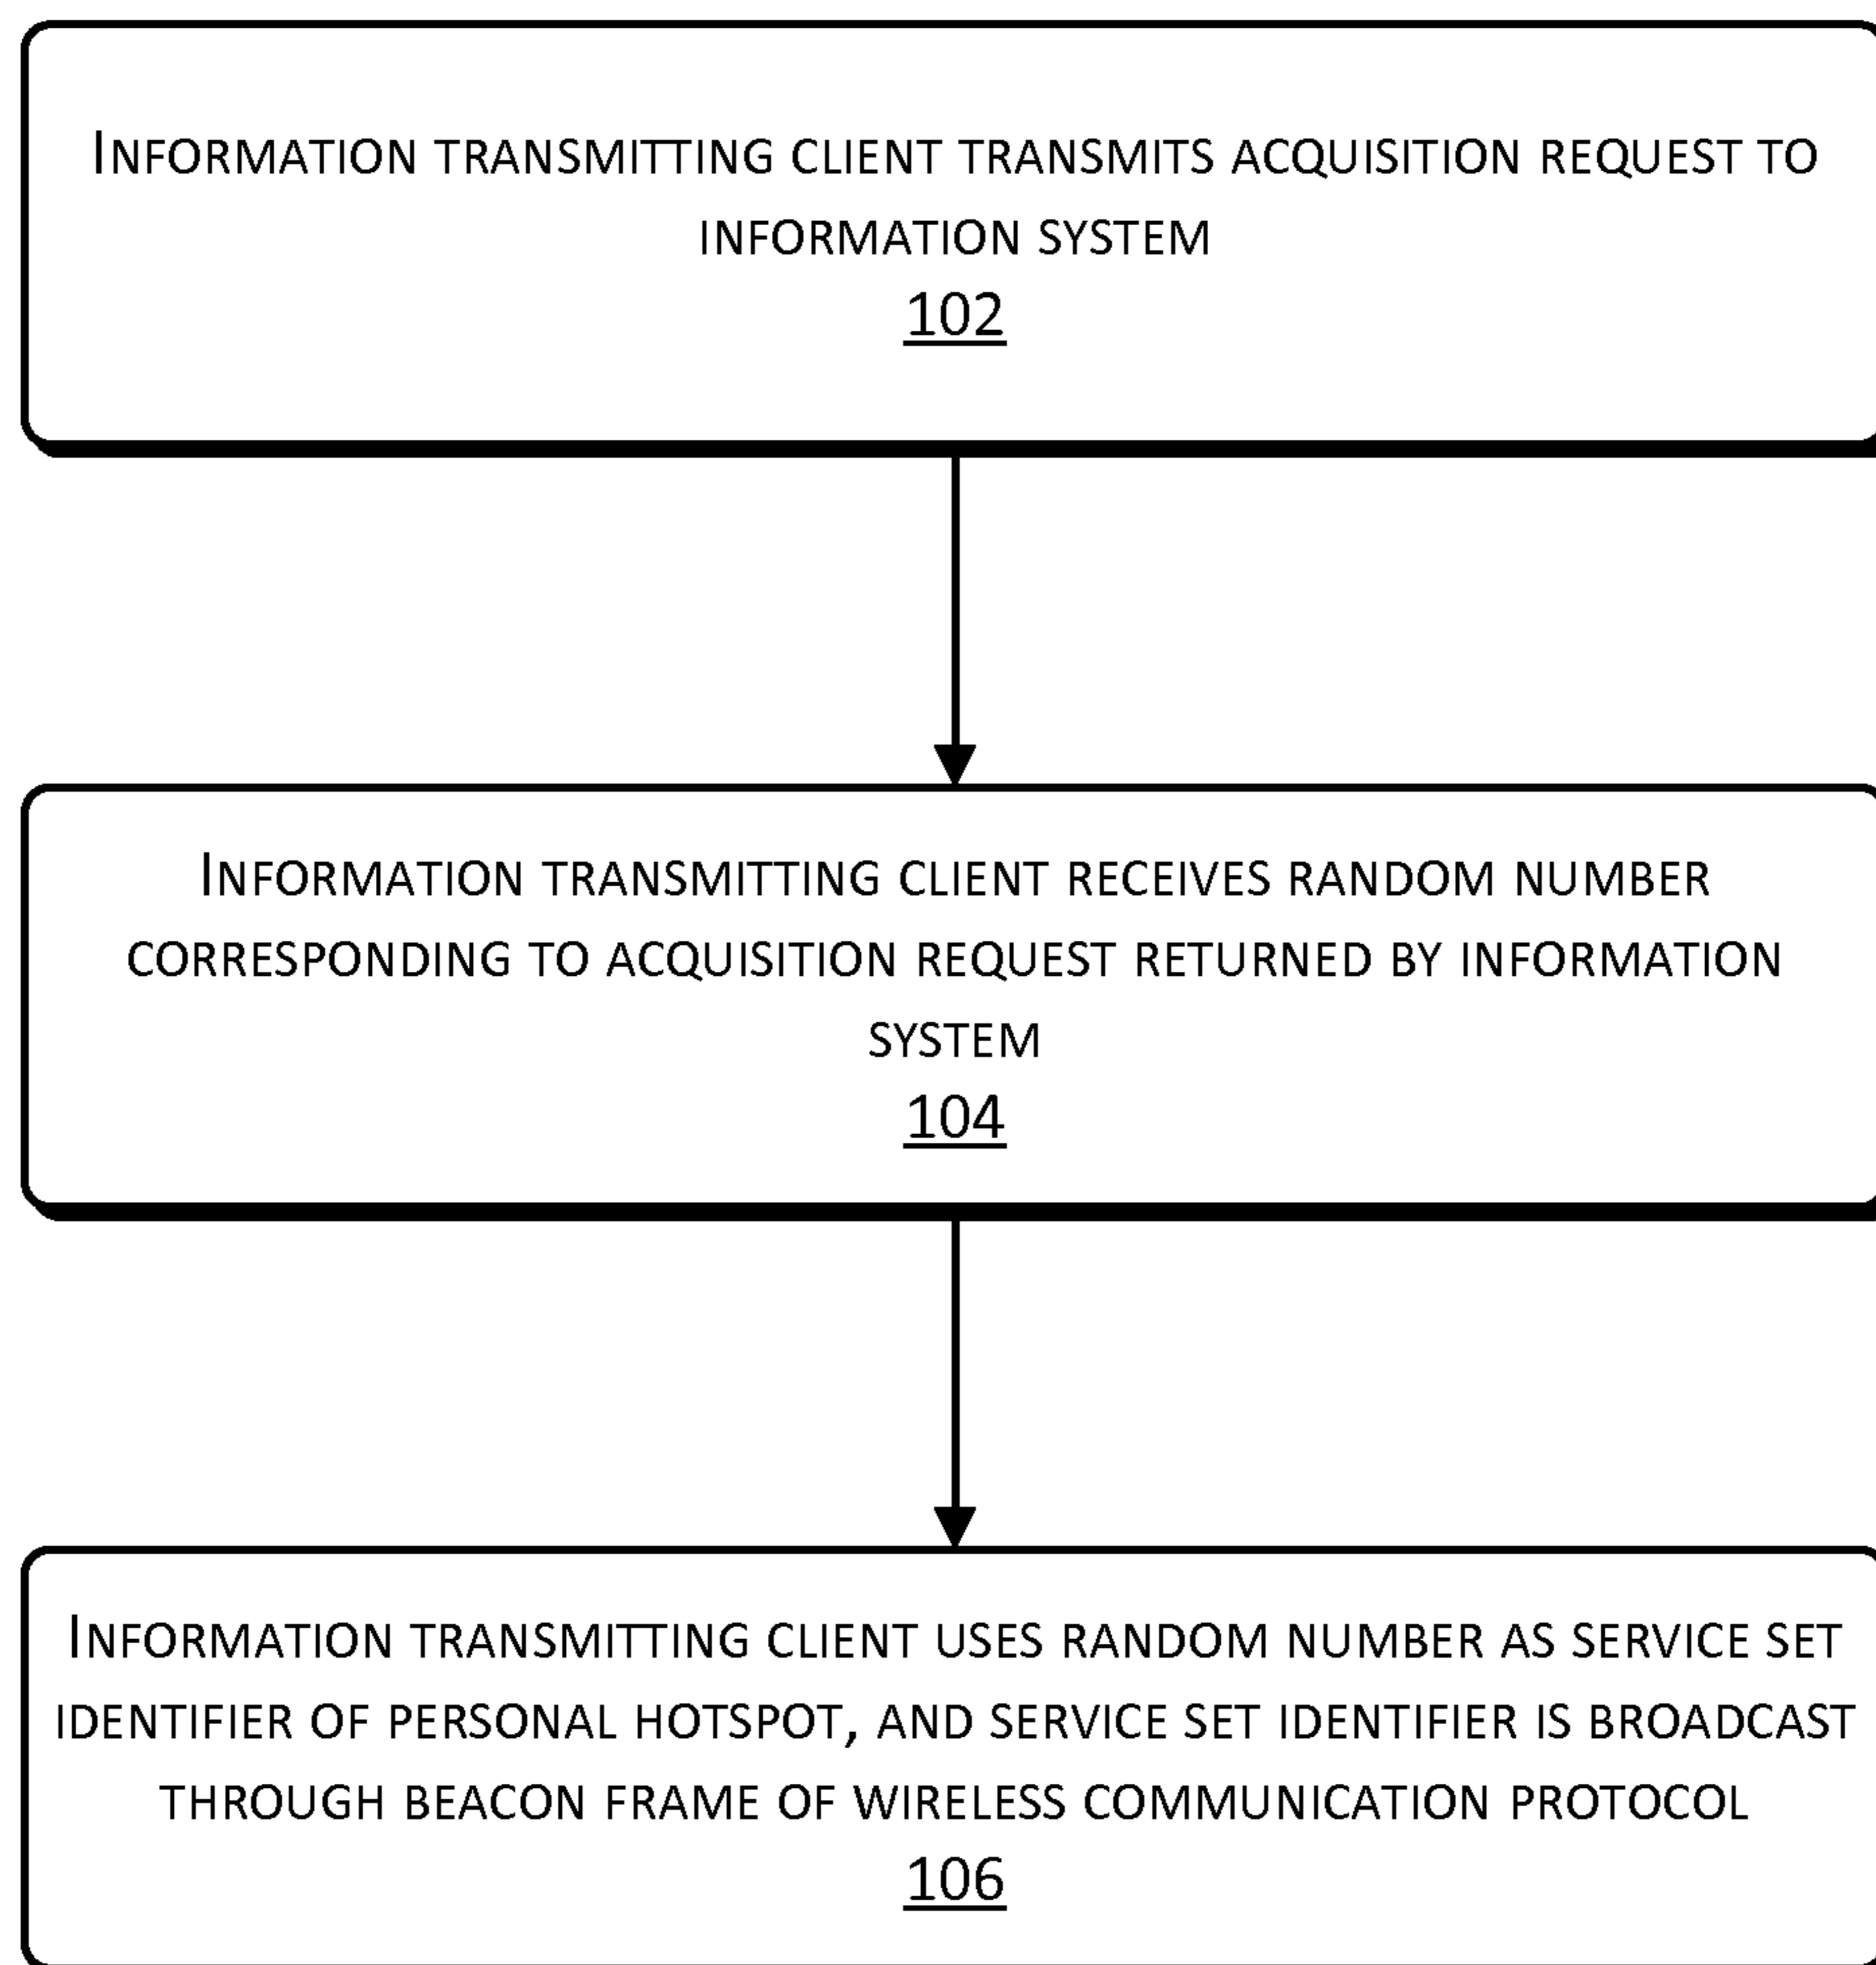 Information transmitting client transmits acquisition request to
information system
102
Information transmitting client receives random number
corresponding to acquisition request returned by information
system
104
Information transmitting client uses random number as service set
identifier of personal hotspot, and service set identifier is broadcast
through beacon frame of wireless communication protocol
106